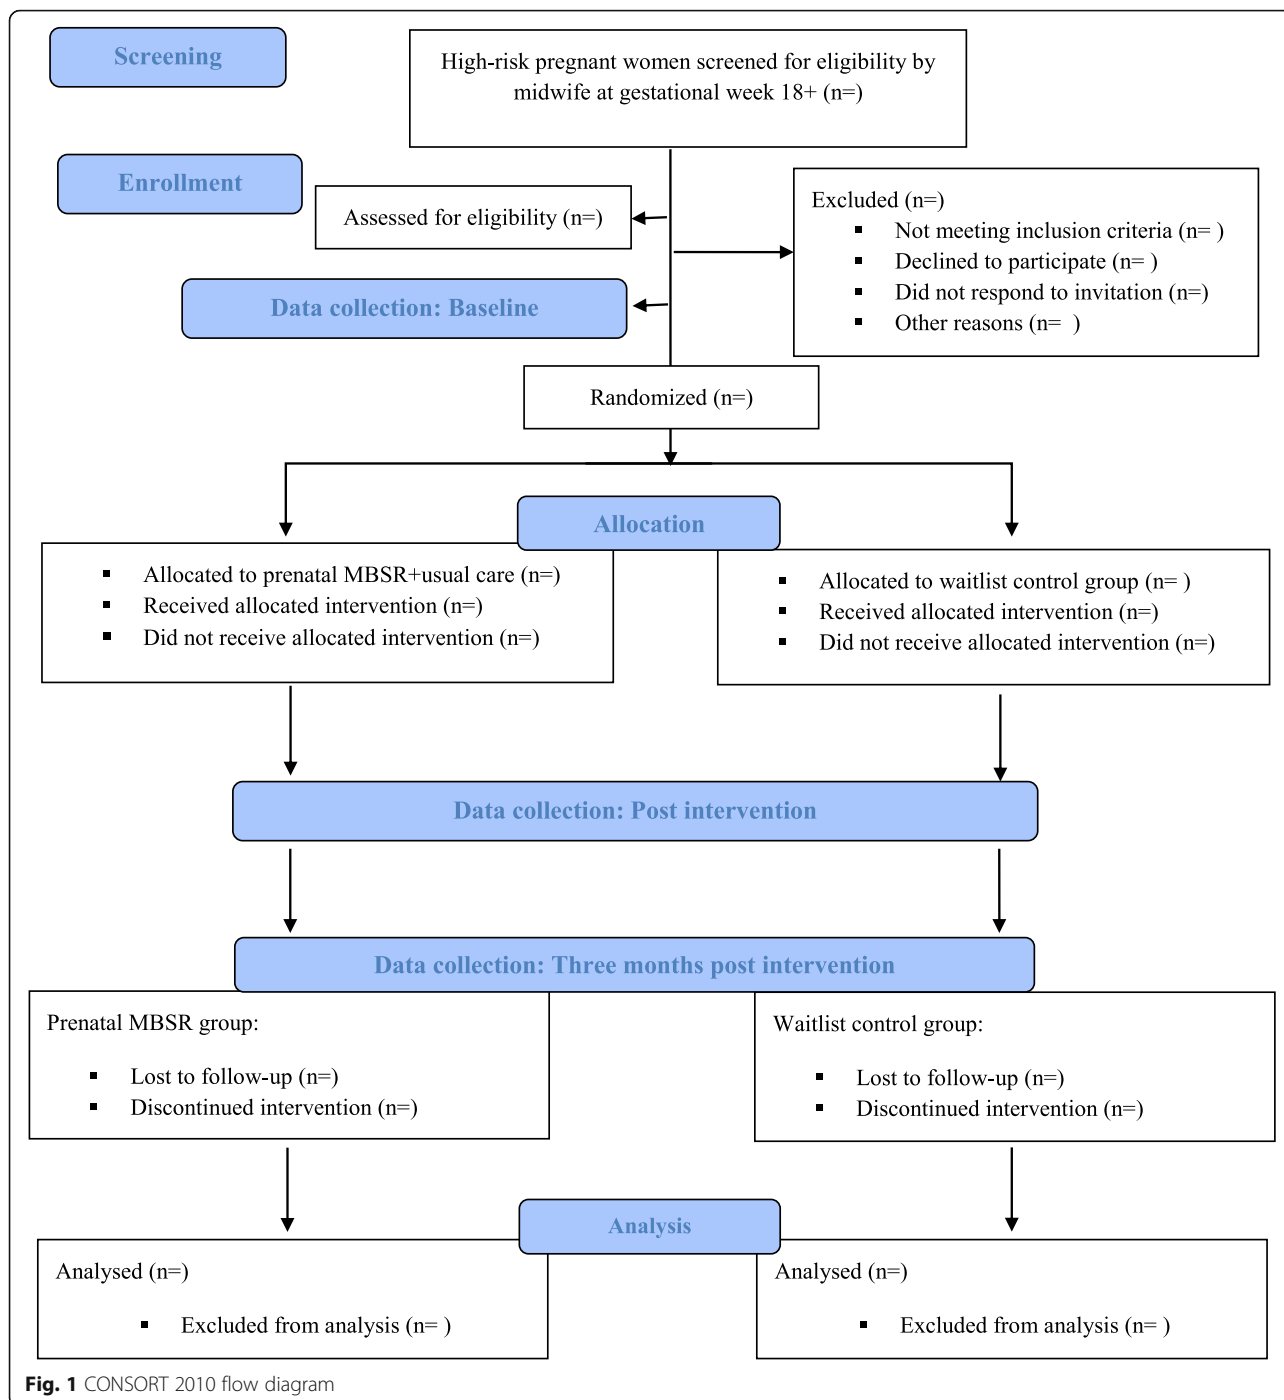 Screening
High-risk pregnant women screened for eligibility by
midwife at gestational week 18+ (n=)
Enrollment
Assessed for eligibility (n=)
Excluded (n=)
▪ Not meeting inclusion criteria (n= )
▪ Declined to participate (n= )
▪ Did not respond to invitation (n=)
▪ Other reasons (n=  )
Data collection: Baseline
Randomized (n=)
Allocation
▪ Allocated to prenatal MBSR+usual care (n=)
▪ Received allocated intervention (n=)
▪ Did not receive allocated intervention (n=)
▪ Allocated to waitlist control group (n= )
▪ Received allocated intervention (n=)
▪ Did not receive allocated intervention (n=)
Data collection: Post intervention
Data collection: Three months post intervention
Prenatal MBSR group:
▪ Lost to follow-up (n=)
▪ Discontinued intervention (n=)
Waitlist control group:
▪ Lost to follow-up (n=)
▪ Discontinued intervention (n=)
Analysis
Analysed (n=)
▪ Excluded from analysis (n= )
Analysed (n=)
▪ Excluded from analysis (n= )
Fig. 1 CONSORT 2010 flow diagram